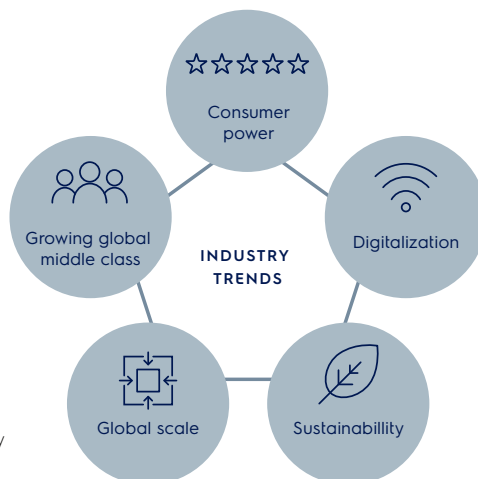 Consumer
power
Growing global
middle class
Digitalization
INDUSTRY
TRENDS
Global scale
Sustainabillity